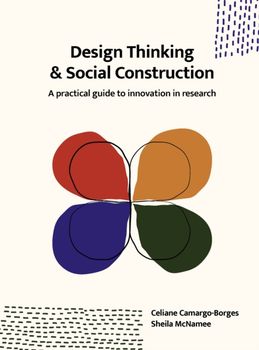 Design Thinking
& Social Construction
A practical guide to innovation in research
Celiane Camargo-Borges
Sheila McNamee